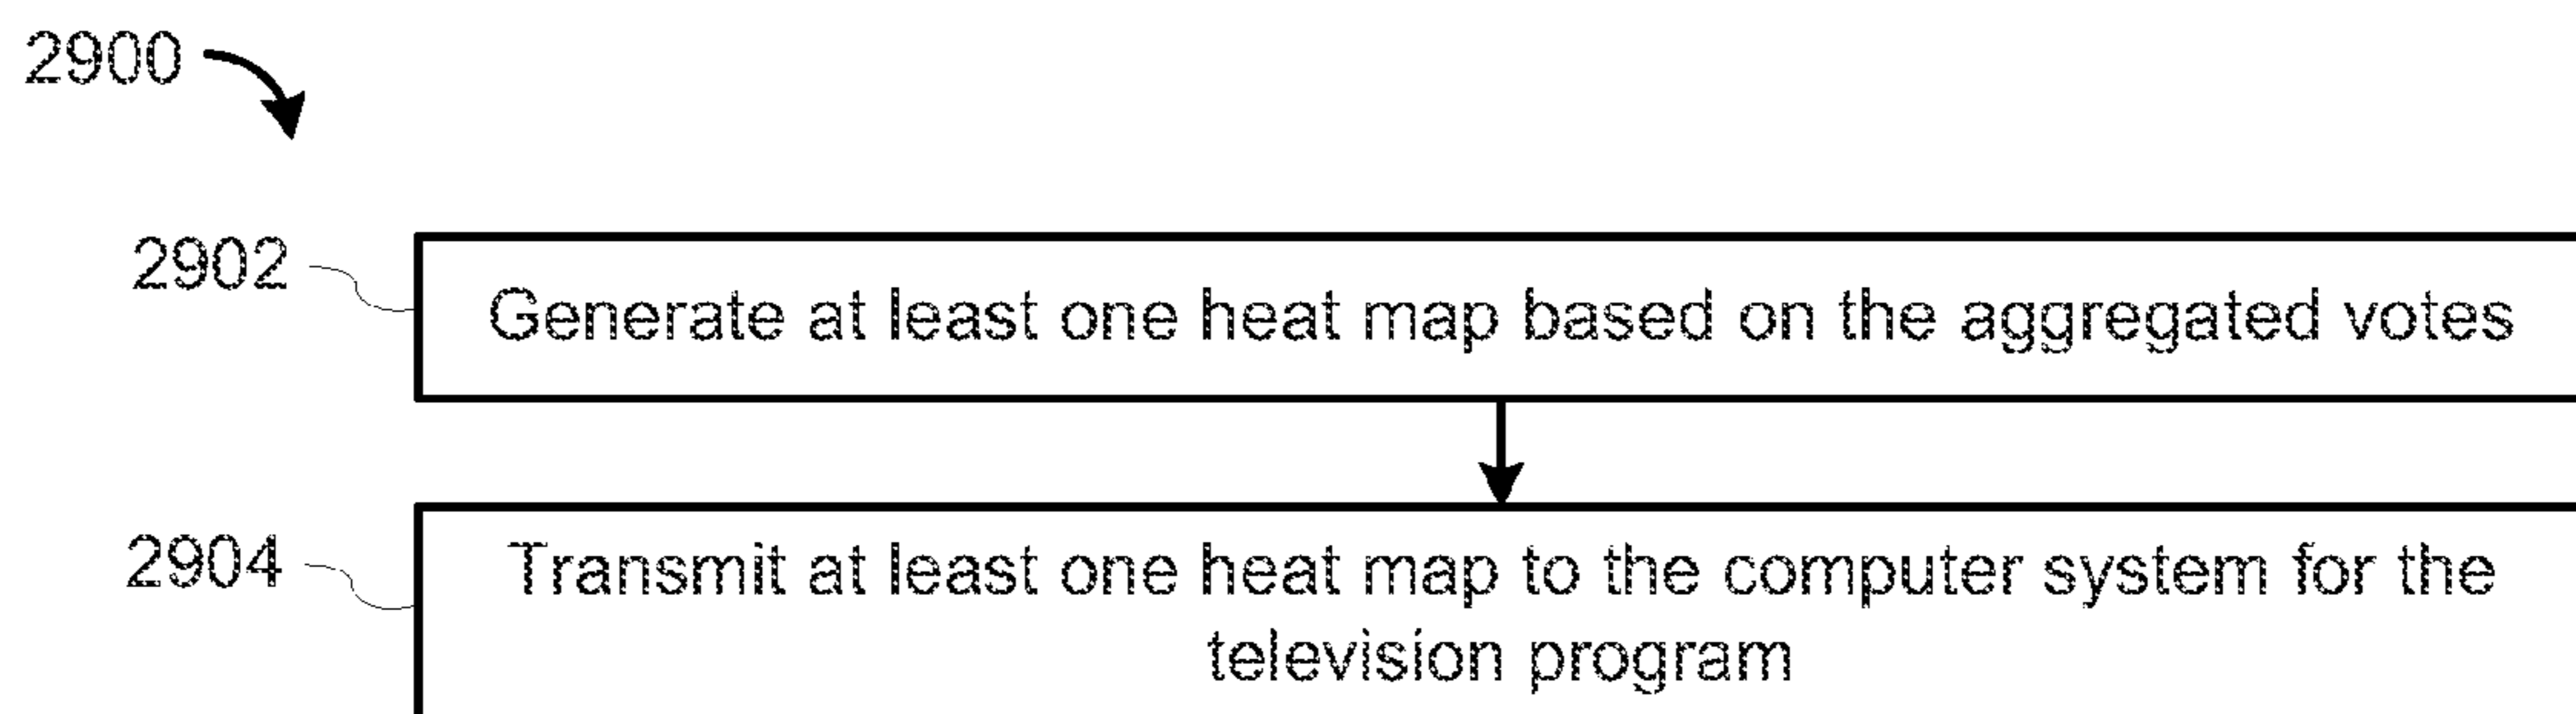 2900
2902
Generate at least one heat map based on the aggregated votes
2904
Transmit at least one heat map to the computer system for the
television program